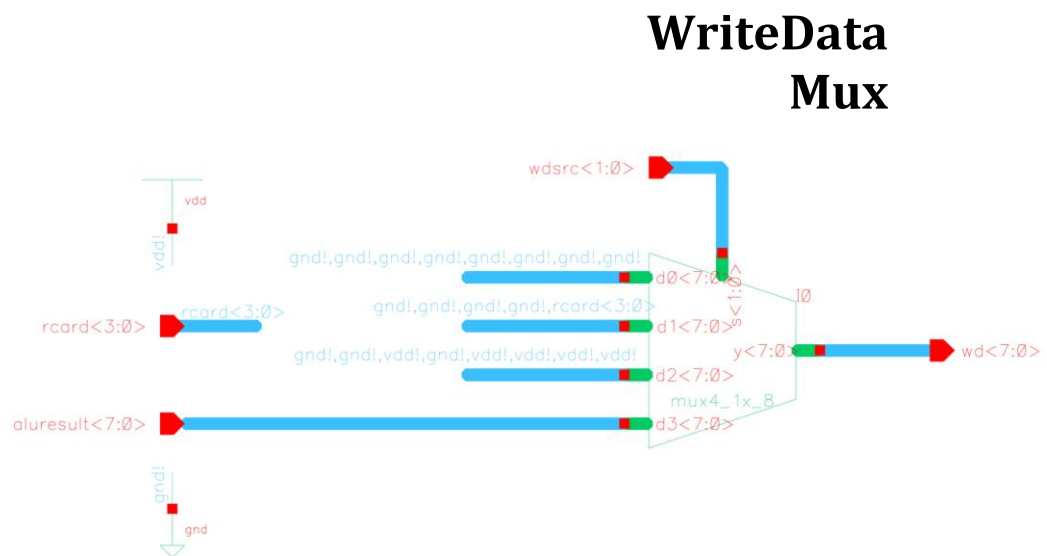 WriteData
Mux
wdsrc<1:0>
vdd
vdd!
gnd!,gnd!,gnd!,gnd!,gnd!,gnd!,gnd!,gnd!
d0<7:0>
s<1:0>
I0
rcard<3:0>
rcard<3:0>
gnd!,gnd!,gnd!,gnd!,rcard<3:0>
d1<7:0>
y<7:0>
wd<7:0>
gnd!,gnd!,vdd!,gnd!,vdd!,vdd!,vdd!,vdd!
d2<7:0>
mux4_1x_8
aluresult<7:0>
d3<7:0>
gnd!
gnd